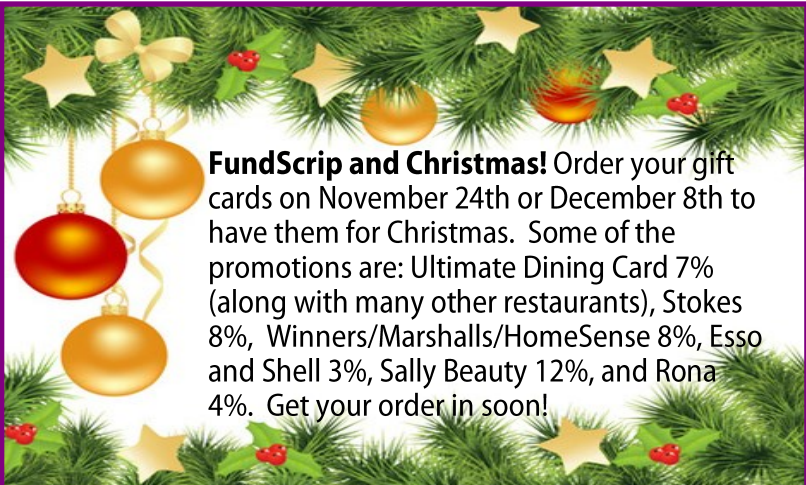 FundScrip and Christmas! Order your gift
cards on November 24th or December 8th to
have them for Christmas.  Some of the
promotions are: Ultimate Dining Card 7%
(along with many other restaurants), Stokes
8%,  Winners/Marshalls/HomeSense 8%, Esso
and Shell 3%, Sally Beauty 12%, and Rona
4%.  Get your order in soon!